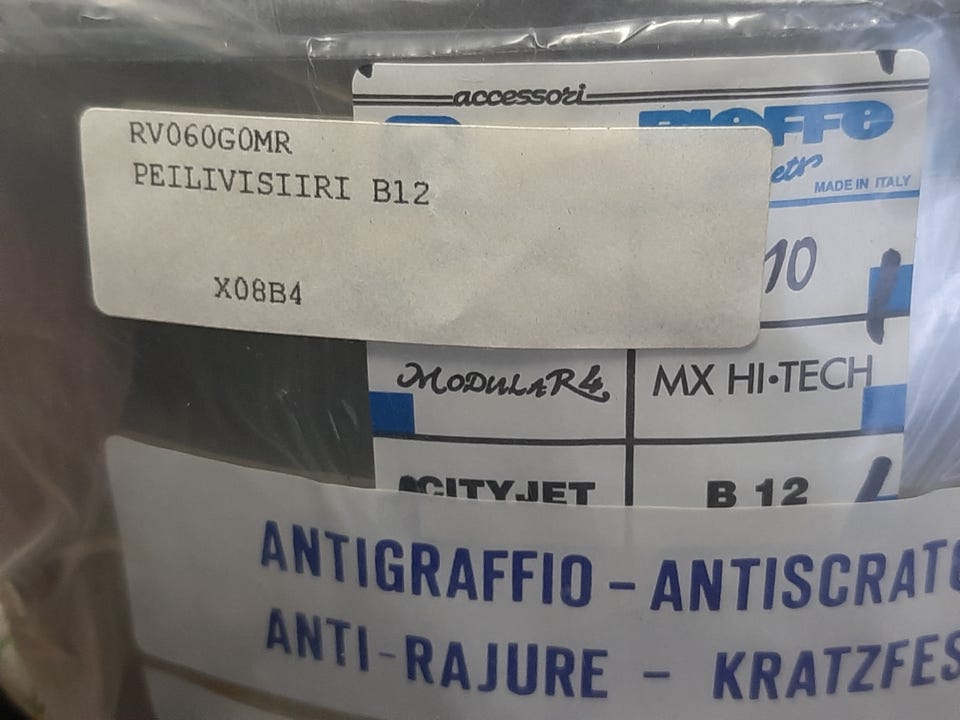 accessori
RV060G0MR
PEILIVISIIRI B12
X08B4
MADE IN ITALY
10
MODULAR4
MX HI•TECH
CITYJET
B 12
ANTIGRAFFIO – ANTISCRATC
ANTI-RAJURE – KRATZFES